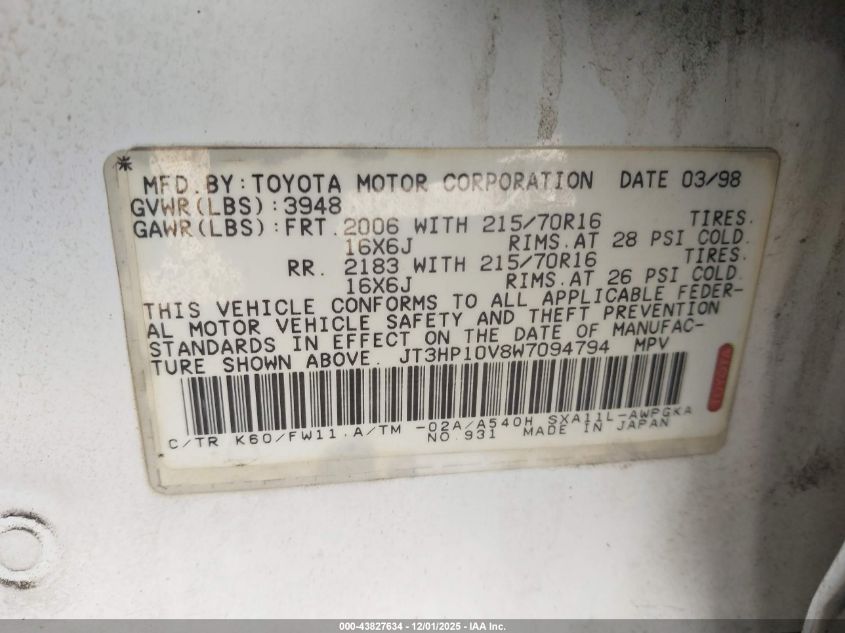 * MFD.BY:TOYOTA MOTOR CORPORATION DATE 03/98
GVWR(LBS):3948
GAWR(LBS):FRT.2006 WITH 215/70R16 TIRES.
16X6J RIMS.AT 28 PSI COLD.
RR. 2183 WITH 215/70R16 TIRES.
16X6J RIMS.AT 26 PSI COLD.
THIS VEHICLE CONFORMS TO ALL APPLICABLE FEDER-
AL MOTOR VEHICLE SAFETY AND THEFT PREVENTION
STANDARDS IN EFFECT ON THE DATE OF MANUFAC-
TURE SHOWN ABOVE. JT3HP10V8W7094794 MPV
TOYOTA
C/TR K60/FW11.A/TM -02A/A540H SXA11L-AWPGKA
NO.931 MADE IN JAPAN
000-43827634 - 12/01/2025 - IAA Inc.